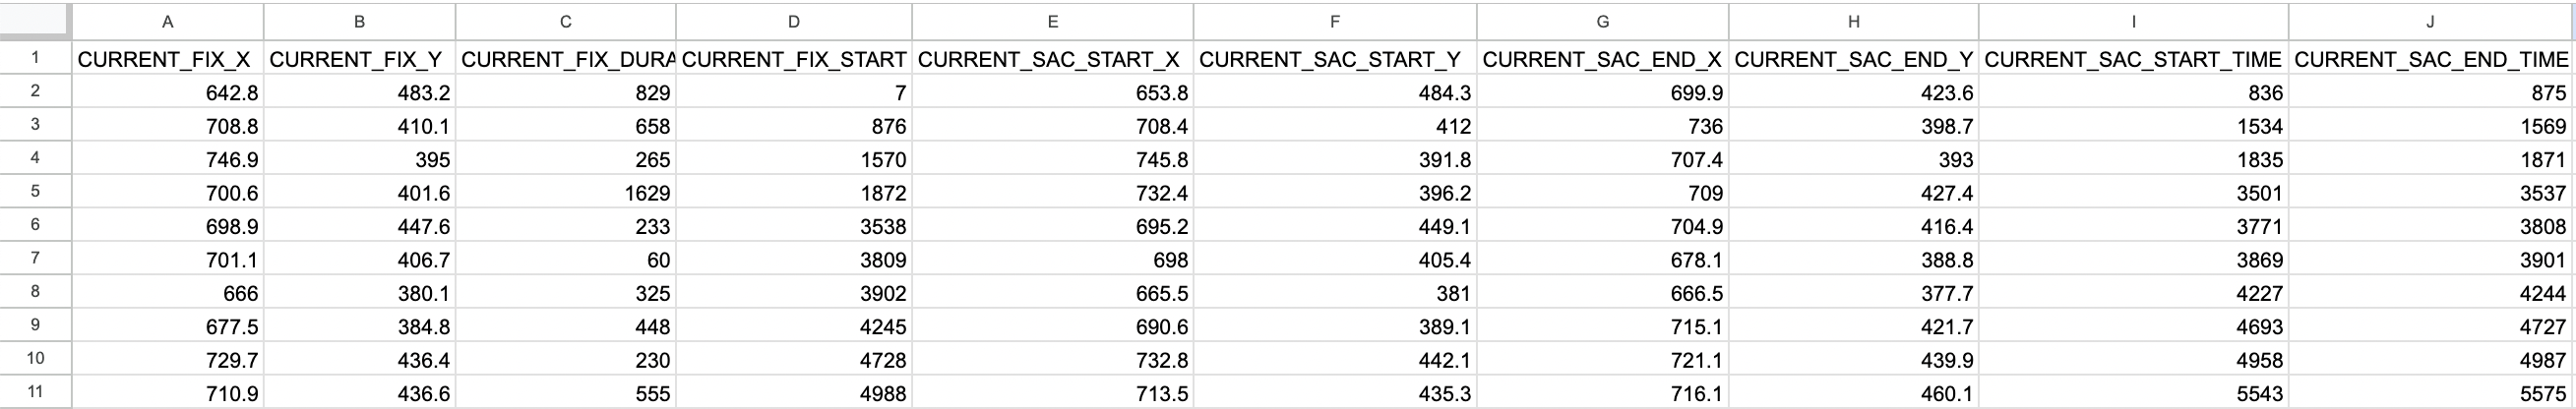 A B C D E F G H I J
1 CURRENT_FIX_X CURRENT_FIX_Y CURRENT_FIX_DURA CURRENT_FIX_START CURRENT_SAC_START_X CURRENT_SAC_START_Y CURRENT_SAC_END_X CURRENT_SAC_END_Y CURRENT_SAC_START_TIME CURRENT_SAC_END_TIME
2 642.8 483.2 829 7 653.8 484.3 699.9 423.6 836 875
3 708.8 410.1 658 876 708.4 412 736 398.7 1534 1569
4 746.9 395 265 1570 745.8 391.8 707.4 393 1835 1871
5 700.6 401.6 1629 1872 732.4 396.2 709 427.4 3501 3537
6 698.9 447.6 233 3538 695.2 449.1 704.9 416.4 3771 3808
7 701.1 406.7 60 3809 698 405.4 678.1 388.8 3869 3901
8 666 380.1 325 3902 665.5 381 666.5 377.7 4227 4244
9 677.5 384.8 448 4245 690.6 389.1 715.1 421.7 4693 4727
10 729.7 436.4 230 4728 732.8 442.1 721.1 439.9 4958 4987
11 710.9 436.6 555 4988 713.5 435.3 716.1 460.1 5543 5575